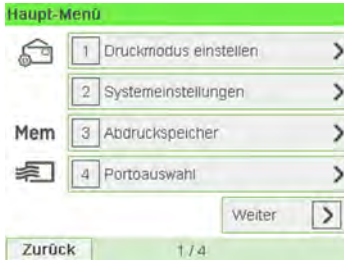 Haupt-Menü
1 Druckmodus einstellen
2 Systemeinstellungen
Mem 3 Abdruckspeicher
4 Portoauswahl
Weiter
Zurück 1 / 4